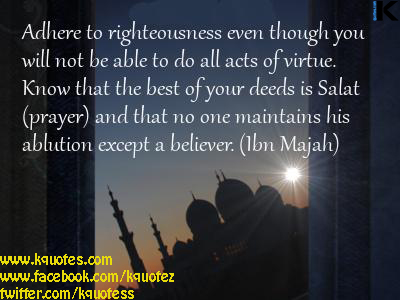 Adhere to righteousness even though you
will not be able to do all acts of virtue.
Know that the best of your deeds is Salat
(prayer) and that no one maintains his
ablution except a believer. (Ibn Majah)
www.kquotes.com
www.facebook.com/kquotez
twitter.com/kquotess